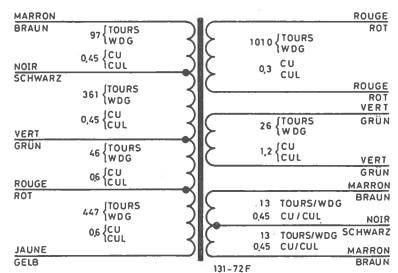 MARRON
BRAUN
97 { TOURS
WDG
0,45 { CU
CUL
NOIR
SCHWARZ
361 { TOURS
WDG
0,45 { CU
CUL
VERT
GRÜN
46 { TOURS
WDG
0,6 { CU
CUL
ROUGE
ROT
447 { TOURS
WDG
0,6 { CU
CUL
JAUNE
GELB
ROUGE
ROT
1010 { TOURS
WDG
0,3 CU
CUL
ROUGE
ROT
VERT
GRÜN
26 { TOURS
WDG
1,2 { CU
CUL
VERT
GRÜN
MARRON
BRAUN
13 TOURS/WDG
0,45 CU/CUL
NOIR
SCHWARZ
13 TOURS/WDG
0,45 CU/CUL
MARRON
BRAUN
131-72F